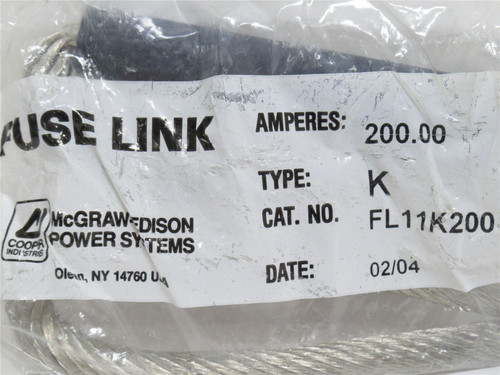 FUSE LINK
AMPERES: 200.00
TYPE: K
CAT. NO. FL11K200
DATE: 02/04
COOPER INDUSTRIES
McGRAW-EDISON
POWER SYSTEMS
Olean, NY 14760